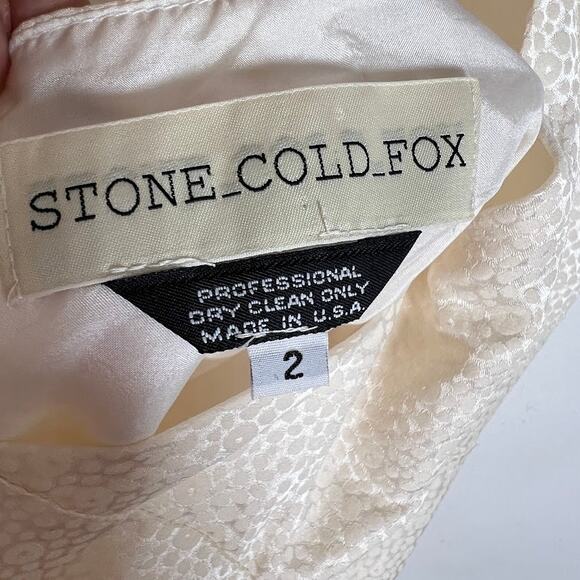 STONE_COLD_FOX
PROFESSIONAL
DRY CLEAN ONLY
MADE IN U.S.A.
2